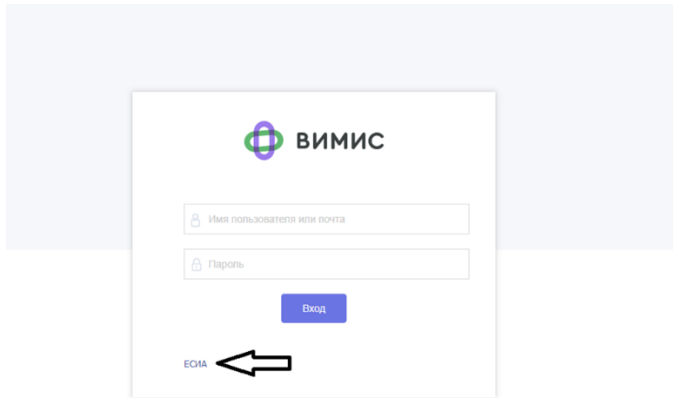 ВИМИС
Имя пользователя или почта
Пароль
Вход
ЕСИА